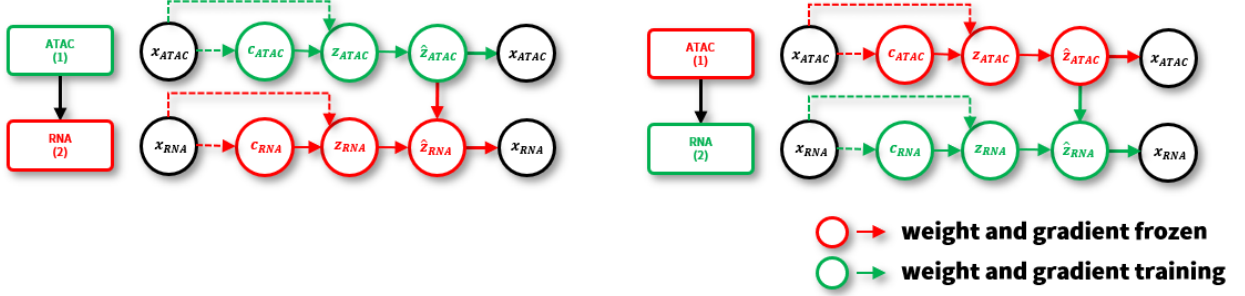 ATAC
(1)
RNA
(2)
x_ATAC c_ATAC z_ATAC ẑ_ATAC x_ATAC
x_RNA c_RNA z_RNA ẑ_RNA x_RNA
ATAC
(1)
RNA
(2)
x_ATAC c_ATAC z_ATAC ẑ_ATAC x_ATAC
x_RNA c_RNA z_RNA ẑ_RNA x_RNA
weight and gradient frozen
weight and gradient training